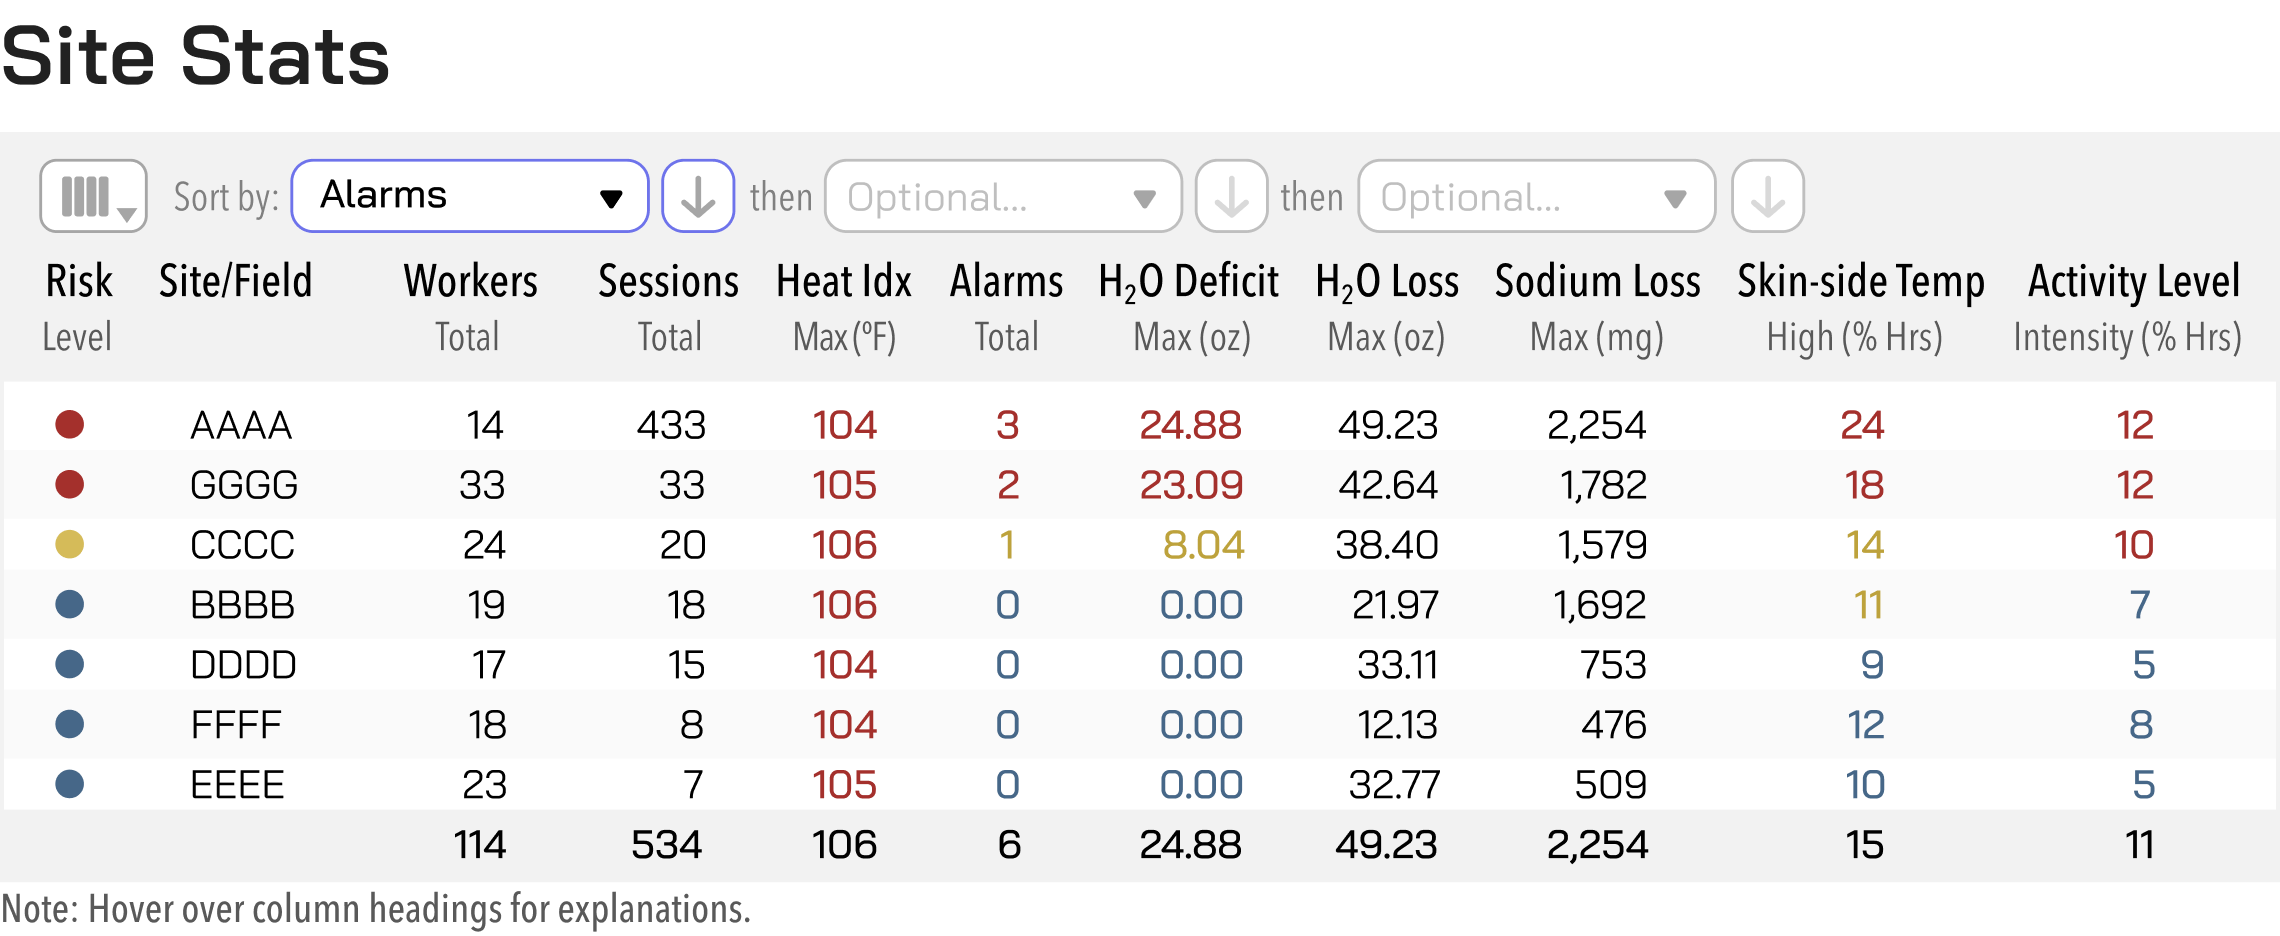 Site Stats
Sort by: Alarms then Optional... then Optional...
Risk Site/Field Workers Sessions Heat Idx Alarms H₂O Deficit H₂O Loss Sodium Loss Skin-side Temp Activity Level
Level Total Total Max (ºF) Total Max (oz) Max (oz) Max (mg) High (% Hrs) Intensity (% Hrs)
AAAA 14 433 104 3 24.88 49.23 2,254 24 12
GGGG 33 33 105 2 23.09 42.64 1,782 18 12
CCCC 24 20 106 1 8.04 38.40 1,579 14 10
BBBB 19 18 106 0 0.00 21.97 1,692 11 7
DDDD 17 15 104 0 0.00 33.11 753 9 5
FFFF 18 8 104 0 0.00 12.13 476 12 8
EEEE 23 7 105 0 0.00 32.77 509 10 5
114 534 106 6 24.88 49.23 2,254 15 11
Note: Hover over column headings for explanations.